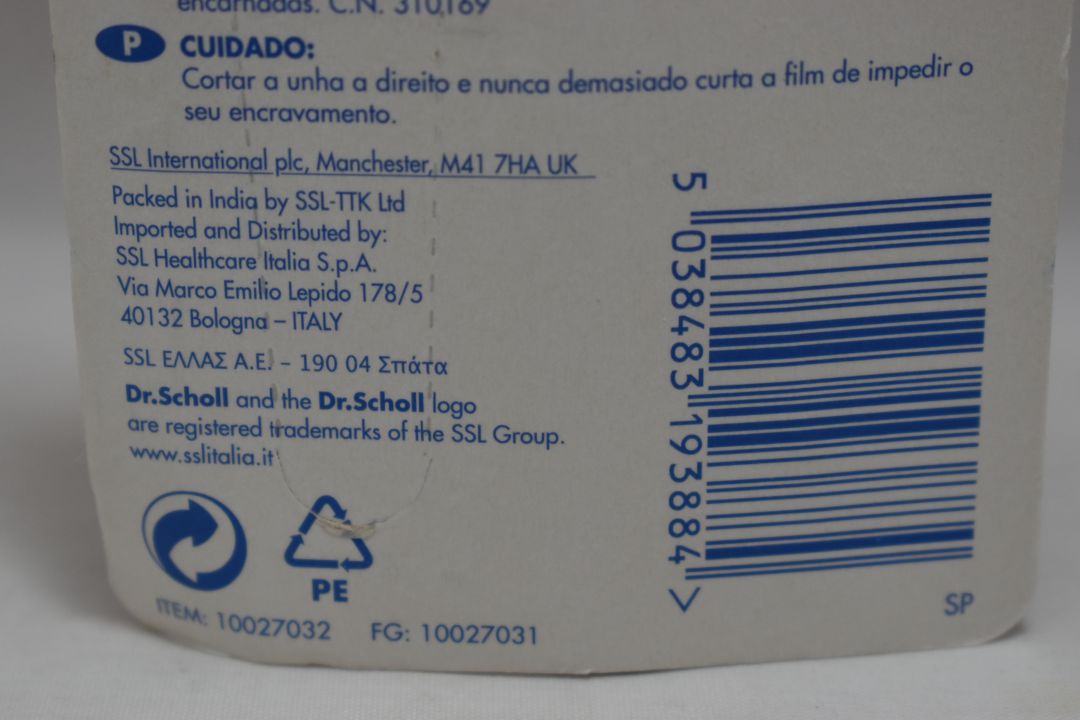 encarnadas. C.N. 310169
P CUIDADO:
Cortar a unha a direito e nunca demasiado curta a film de impedir o
seu encravamento.
SSL International plc, Manchester, M41 7HA UK
Packed in India by SSL-TTK Ltd
Imported and Distributed by:
SSL Healthcare Italia S.p.A.
Via Marco Emilio Lepido 178/5
40132 Bologna – ITALY
SSL ΕΛΛΑΣ Α.Ε. – 190 04 Σπάτα
Dr.Scholl and the Dr.Scholl logo
are registered trademarks of the SSL Group.
www.sslitalia.it
PE
ITEM: 10027032 FG: 10027031
5 038483 193884 >
SP